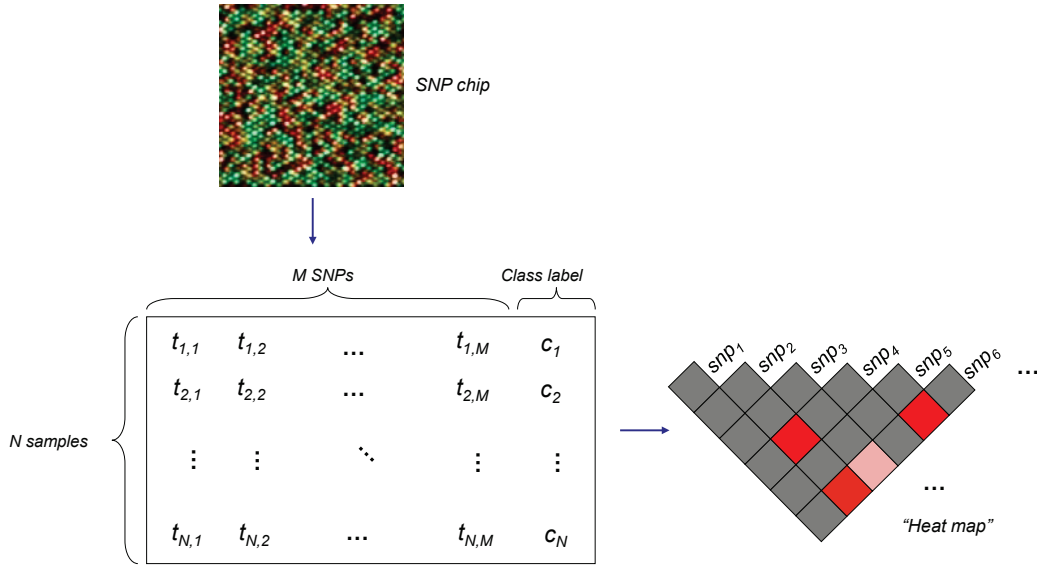 SNP chip
M SNPs
Class label
t1,1 t1,2 ... t1,M c1
t2,1 t2,2 ... t2,M c2
N samples
⋮ ⋮ ⋱ ⋮ ⋮
tN,1 tN,2 ... tN,M cN
snp1 snp2 snp3 snp4 snp5 snp6 ...
...
“Heat map”